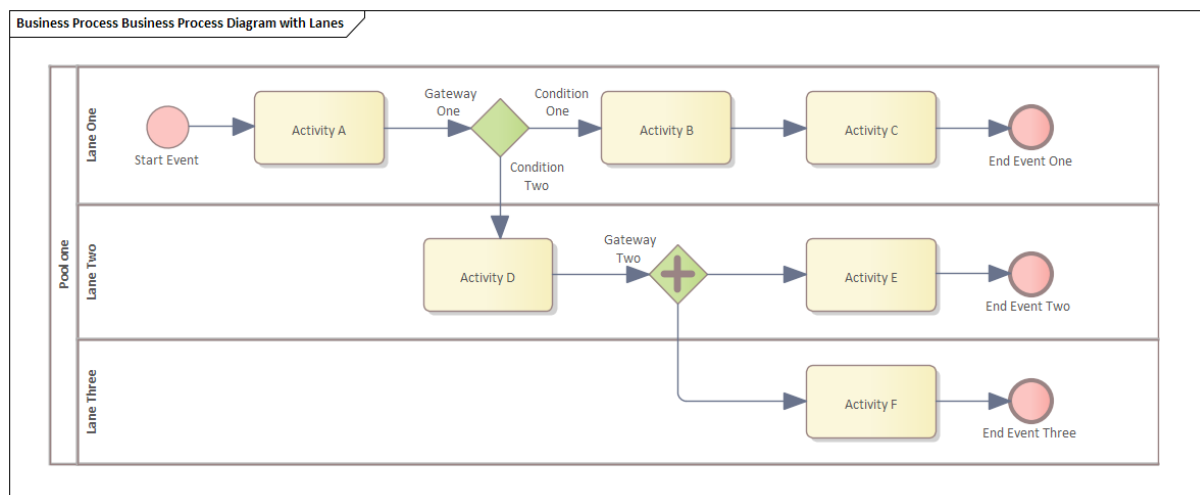 Business Process Business Process Diagram with Lanes
Pool one
Lane One
Start Event
Activity A
Gateway
One
Condition
One
Condition
Two
Activity B
Activity C
End Event One
Lane Two
Activity D
Gateway
Two
Activity E
End Event Two
Lane Three
Activity F
End Event Three